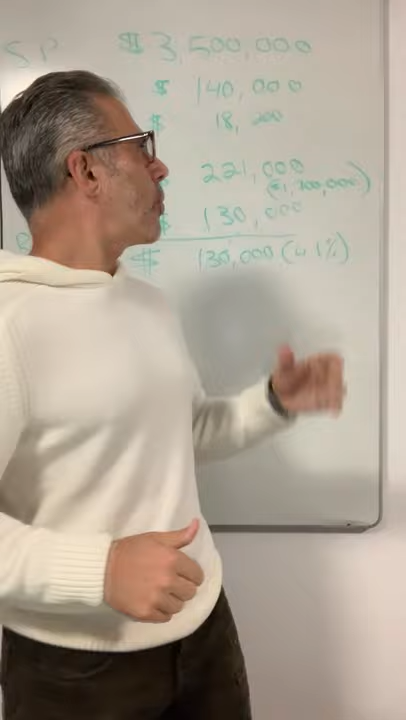 SP $ 3,500,000
$ 140,000
$ 18,200
221,000
(1,300,000)
$ 130,000
$ 130,000 (4.1%)